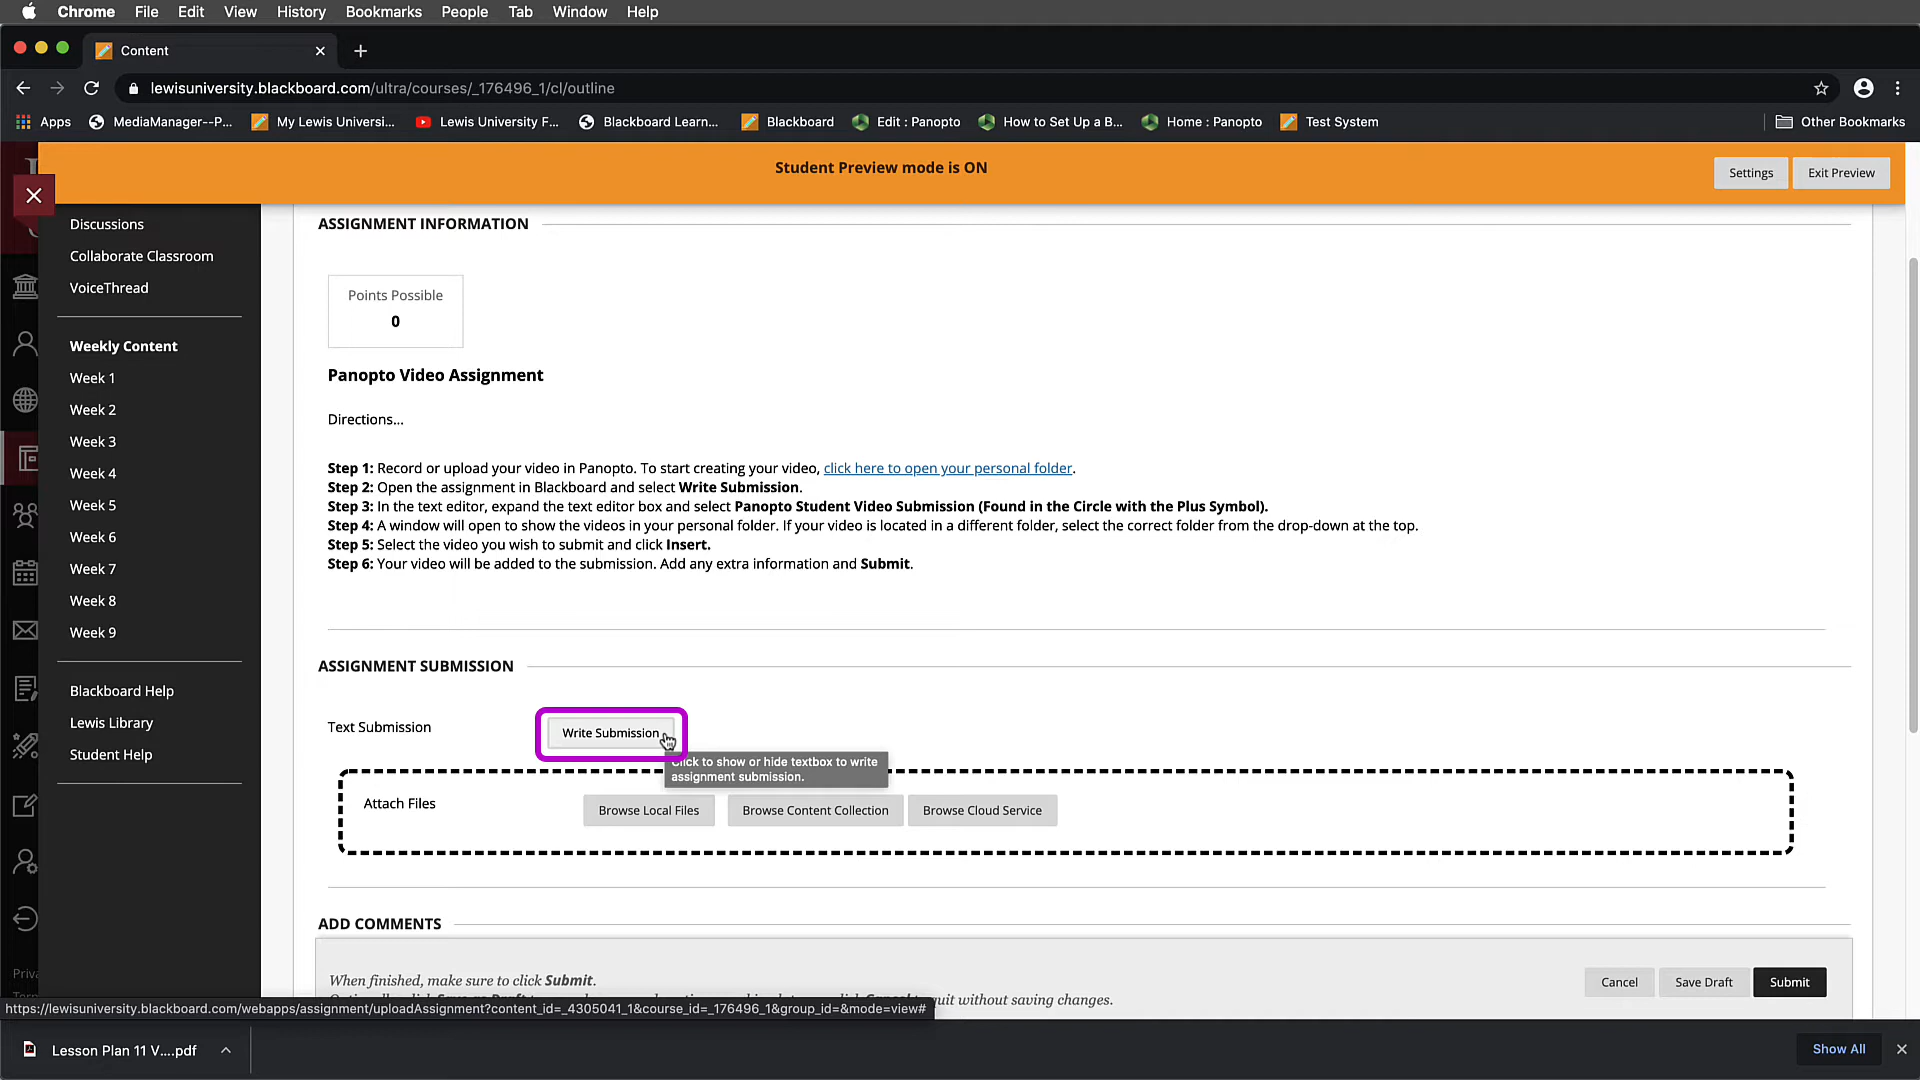 Chrome File Edit View History Bookmarks People Tab Window Help
Content
lewisuniversity.blackboard.com/ultra/courses/_176496_1/cl/outline
Apps MediaManager--P... My Lewis Universi... Lewis University F... Blackboard Learn... Blackboard Edit : Panopto How to Set Up a B... Home : Panopto Test System Other Bookmarks
Student Preview mode is ON
Settings Exit Preview
Discussions
Collaborate Classroom
VoiceThread
Weekly Content
Week 1
Week 2
Week 3
Week 4
Week 5
Week 6
Week 7
Week 8
Week 9
Blackboard Help
Lewis Library
Student Help
ASSIGNMENT INFORMATION
Points Possible
0
Panopto Video Assignment
Directions...
Step 1: Record or upload your video in Panopto. To start creating your video, click here to open your personal folder.
Step 2: Open the assignment in Blackboard and select Write Submission.
Step 3: In the text editor, expand the text editor box and select Panopto Student Video Submission (Found in the Circle with the Plus Symbol).
Step 4: A window will open to show the videos in your personal folder. If your video is located in a different folder, select the correct folder from the drop-down at the top.
Step 5: Select the video you wish to submit and click Insert.
Step 6: Your video will be added to the submission. Add any extra information and Submit.
ASSIGNMENT SUBMISSION
Text Submission
Write Submission
Click to show or hide textbox to write
assignment submission.
Attach Files
Browse Local Files Browse Content Collection Browse Cloud Service
ADD COMMENTS
When finished, make sure to click Submit.
quit without saving changes.
Cancel Save Draft Submit
https://lewisuniversity.blackboard.com/webapps/assignment/uploadAssignment?content_id=_4305041_1&course_id=_176496_1&group_id=&mode=view#
Lesson Plan 11 V....pdf
Show All